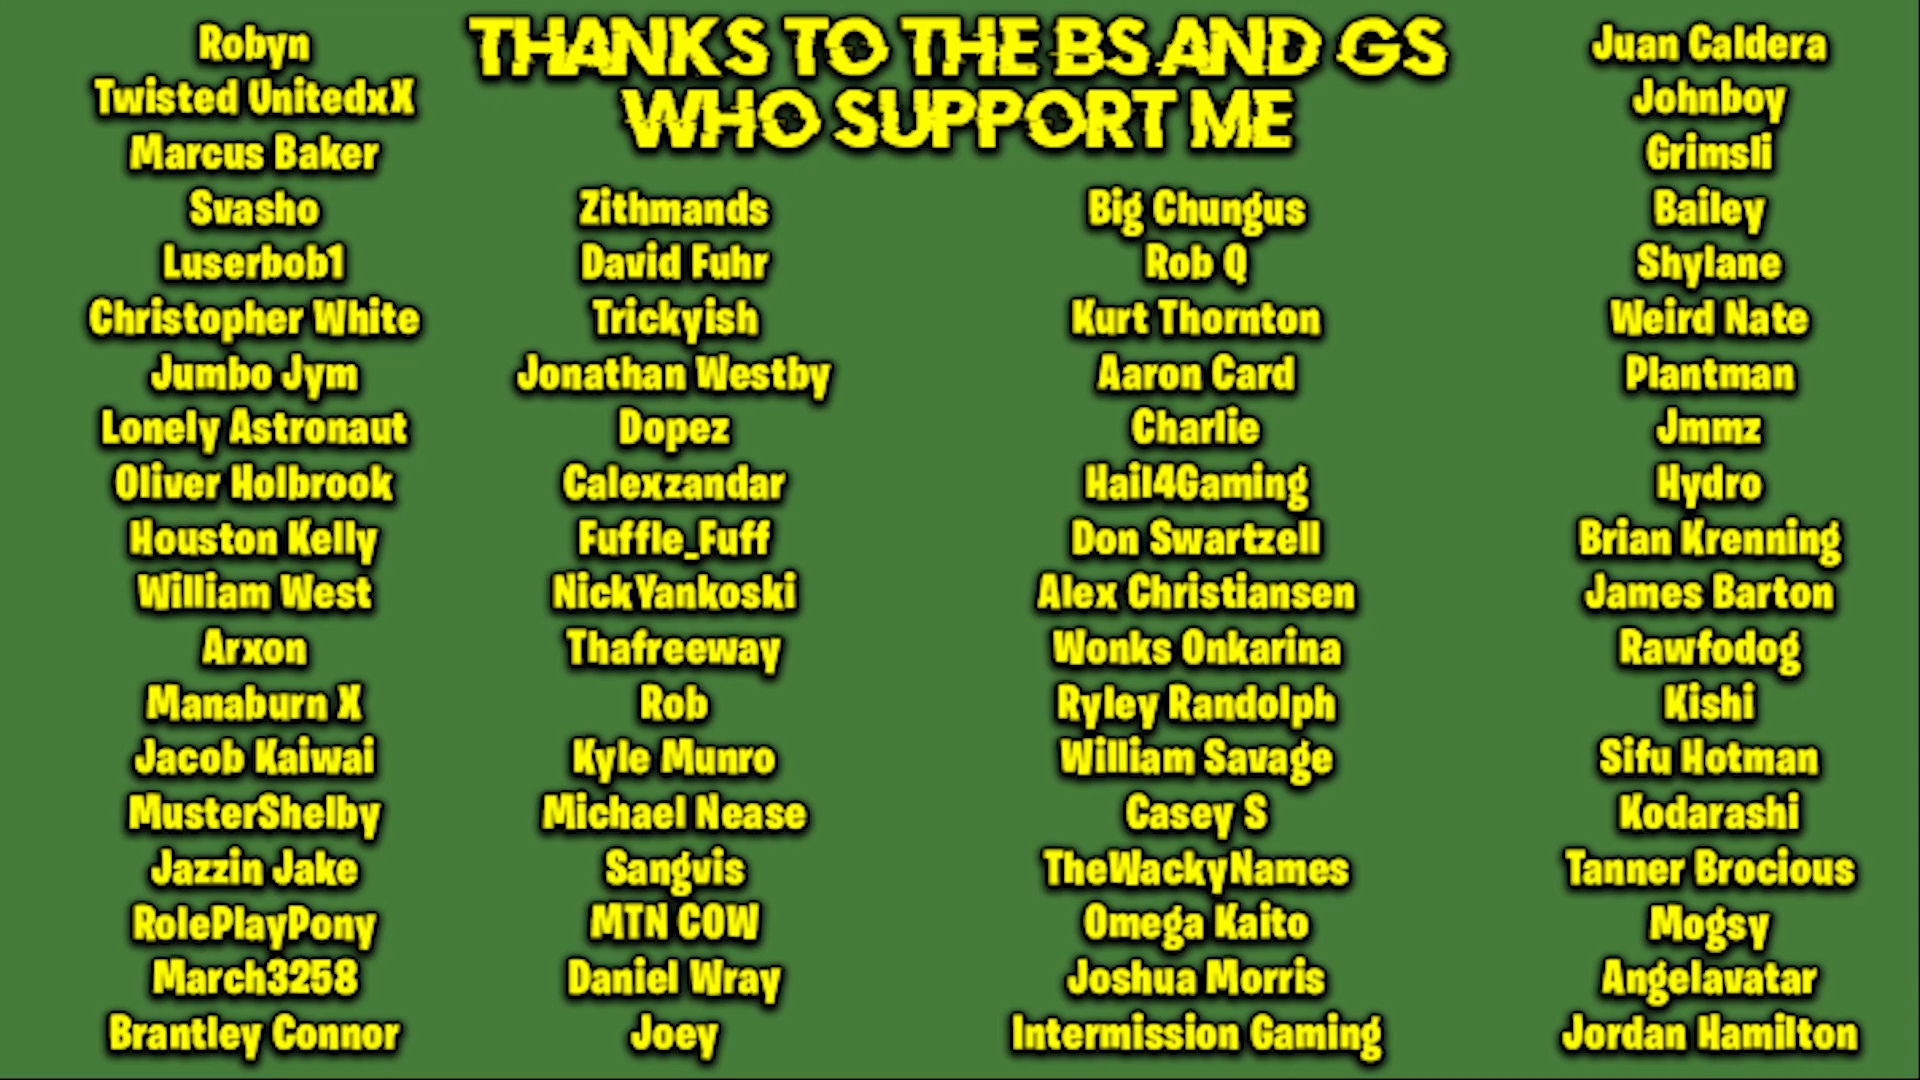 THANKS TO THE BS AND GS
WHO SUPPORT ME
Robyn
Twisted UnitedxX
Marcus Baker
Svasho
Luserbob1
Christopher White
Jumbo Jym
Lonely Astronaut
Oliver Holbrook
Houston Kelly
William West
Arxon
Manaburn X
Jacob Kaiwai
MusterShelby
Jazzin Jake
RolePlayPony
March3258
Brantley Connor
Zithmands
David Fuhr
Trickyish
Jonathan Westby
Dopez
Calexzandar
Fuffle_Fuff
NickYankoski
Thafreeway
Rob
Kyle Munro
Michael Nease
Sangvis
MTN COW
Daniel Wray
Joey
Big Chungus
Rob Q
Kurt Thornton
Aaron Card
Charlie
Hail4Gaming
Don Swartzell
Alex Christiansen
Wonks Onkarina
Ryley Randolph
William Savage
Casey S
TheWackyNames
Omega Kaito
Joshua Morris
Intermission Gaming
Juan Caldera
Johnboy
Grimsli
Bailey
Shylane
Weird Nate
Plantman
Jmmz
Hydro
Brian Krenning
James Barton
Rawfodog
Kishi
Sifu Hotman
Kodarashi
Tanner Brocious
Mogsy
Angelavatar
Jordan Hamilton